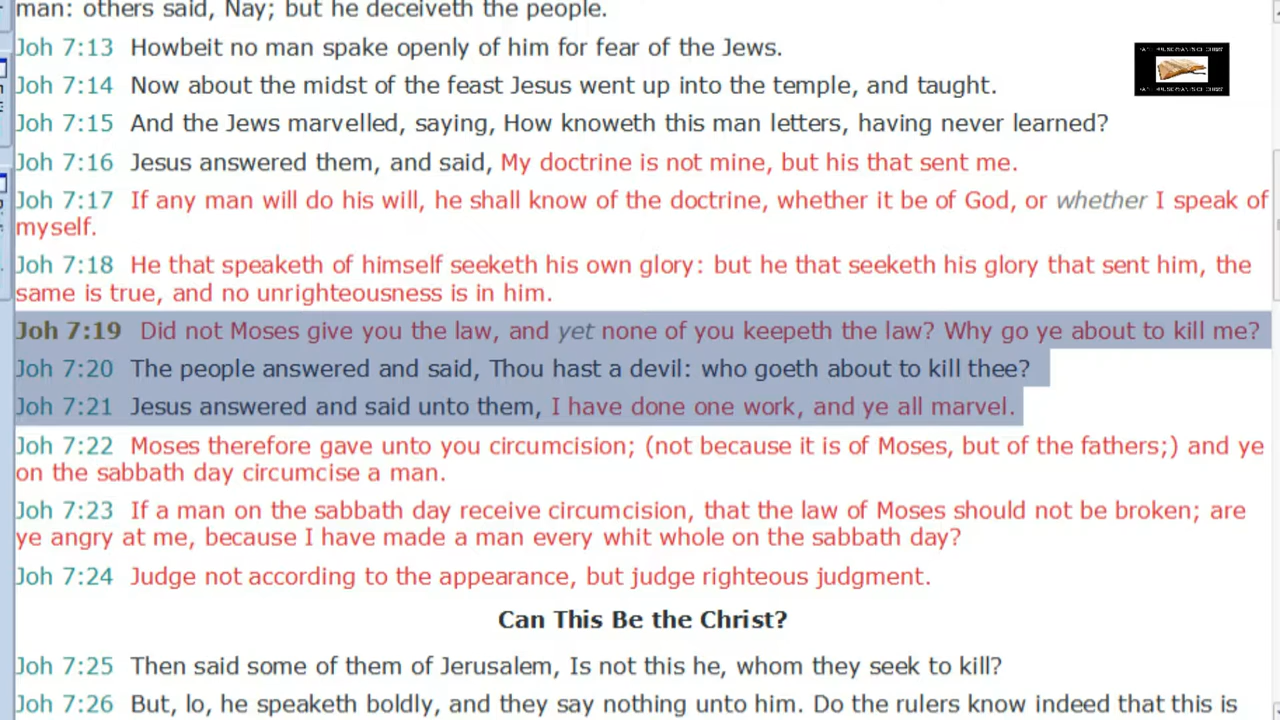 man: others said, Nay; but he deceiveth the people.
Joh 7:13 Howbeit no man spake openly of him for fear of the Jews.
Joh 7:14 Now about the midst of the feast Jesus went up into the temple, and taught.
Joh 7:15 And the Jews marvelled, saying, How knoweth this man letters, having never learned?
Joh 7:16 Jesus answered them, and said, My doctrine is not mine, but his that sent me.
Joh 7:17 If any man will do his will, he shall know of the doctrine, whether it be of God, or whether I speak of
myself.
Joh 7:18 He that speaketh of himself seeketh his own glory: but he that seeketh his glory that sent him, the
same is true, and no unrighteousness is in him.
Joh 7:19 Did not Moses give you the law, and yet none of you keepeth the law? Why go ye about to kill me?
Joh 7:20 The people answered and said, Thou hast a devil: who goeth about to kill thee?
Joh 7:21 Jesus answered and said unto them, I have done one work, and ye all marvel.
Joh 7:22 Moses therefore gave unto you circumcision; (not because it is of Moses, but of the fathers;) and ye
on the sabbath day circumcise a man.
Joh 7:23 If a man on the sabbath day receive circumcision, that the law of Moses should not be broken; are
ye angry at me, because I have made a man every whit whole on the sabbath day?
Joh 7:24 Judge not according to the appearance, but judge righteous judgment.
Can This Be the Christ?
Joh 7:25 Then said some of them of Jerusalem, Is not this he, whom they seek to kill?
Joh 7:26 But, lo, he speaketh boldly, and they say nothing unto him. Do the rulers know indeed that this is